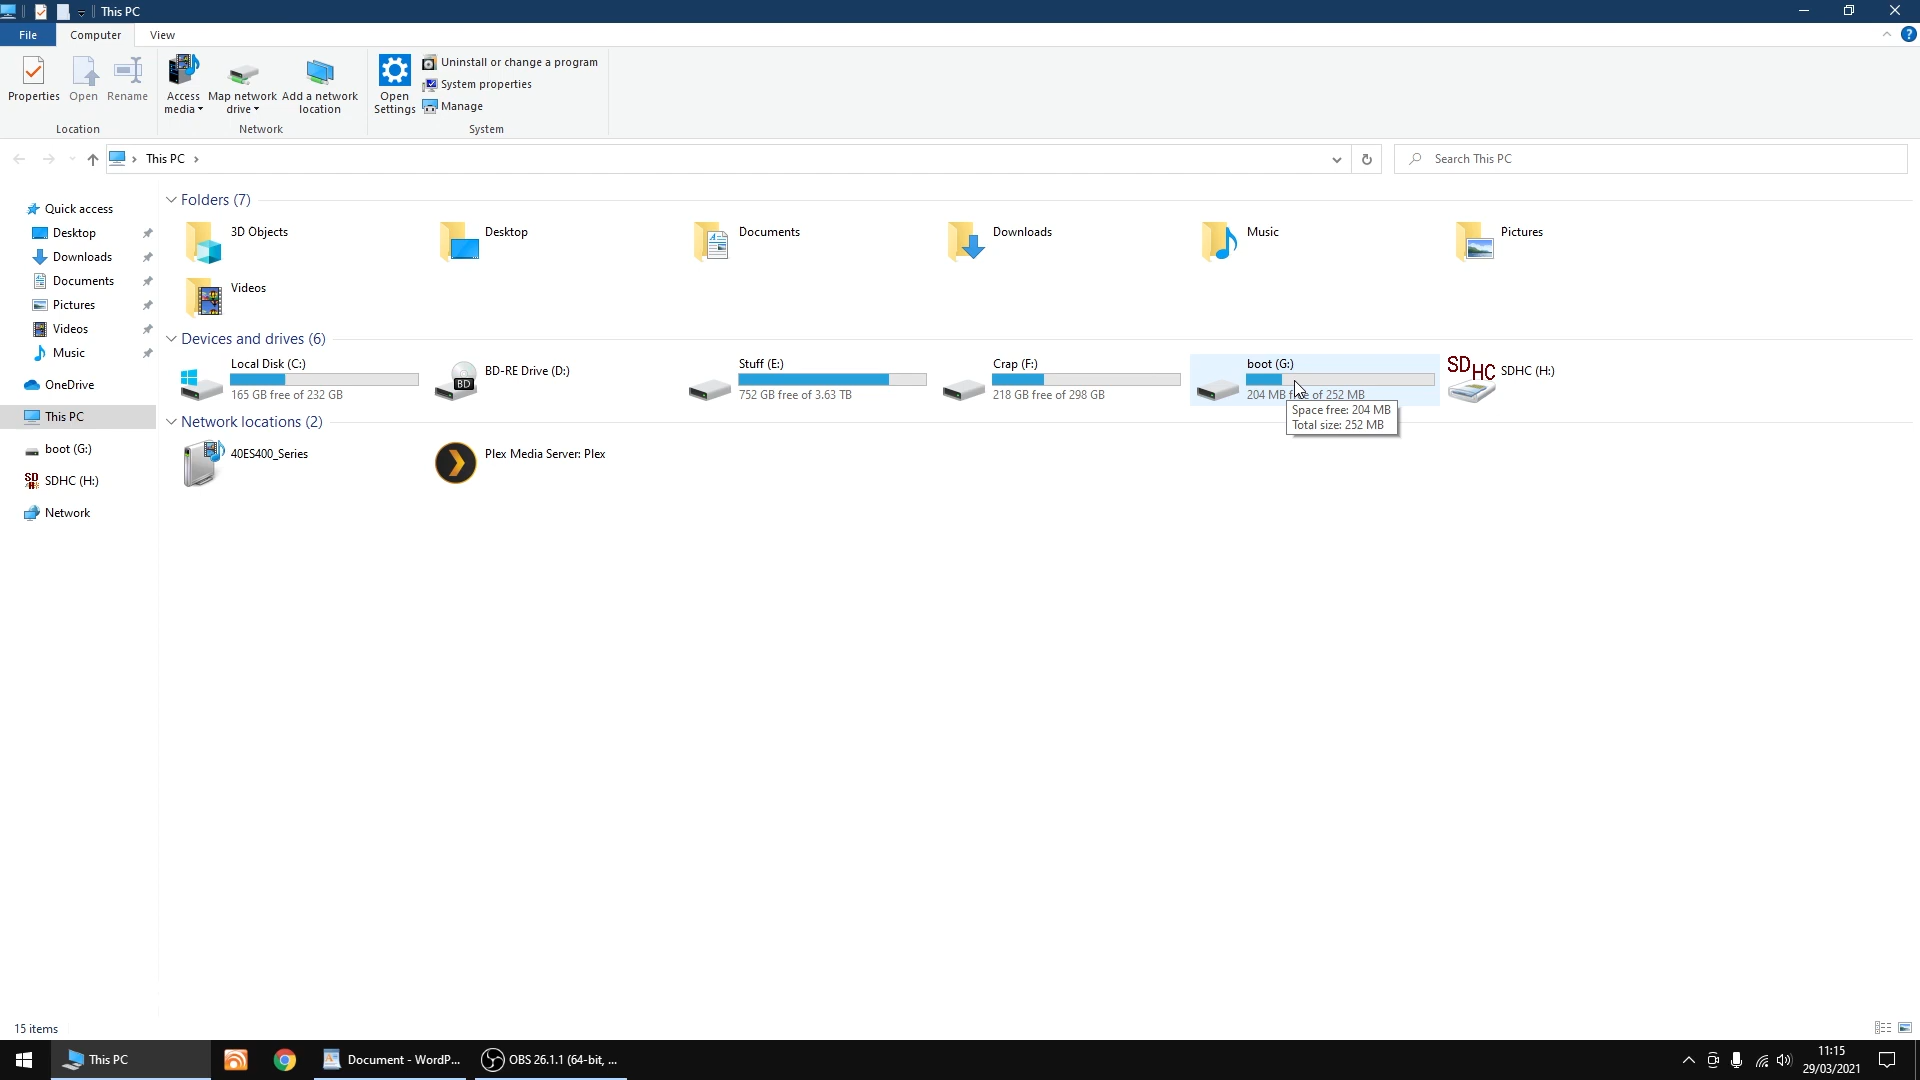 This PC
File
Computer
View
Properties
Open
Rename
Access media
Map network drive
Add a network location
Open Settings
Uninstall or change a program
System properties
Manage
Location
Network
System
This PC
Search This PC
Quick access
Desktop
Downloads
Documents
Pictures
Videos
Music
OneDrive
This PC
boot (G:)
SD
SDHC (H:)
Network
Folders (7)
3D Objects
Desktop
Documents
Downloads
Music
Pictures
Videos
Devices and drives (6)
Local Disk (C:)
165 GB free of 232 GB
BD
BD-RE Drive (D:)
Stuff (E:)
752 GB free of 3.63 TB
Crap (F:)
218 GB free of 298 GB
boot (G:)
204 MB free of 252 MB
Space free: 204 MB
Total size: 252 MB
SDHC
SDHC (H:)
Network locations (2)
40ES400_Series
Plex Media Server: Plex
15 items
This PC
Document - WordP...
OBS 26.1.1 (64-bit, ...
11:15
29/03/2021